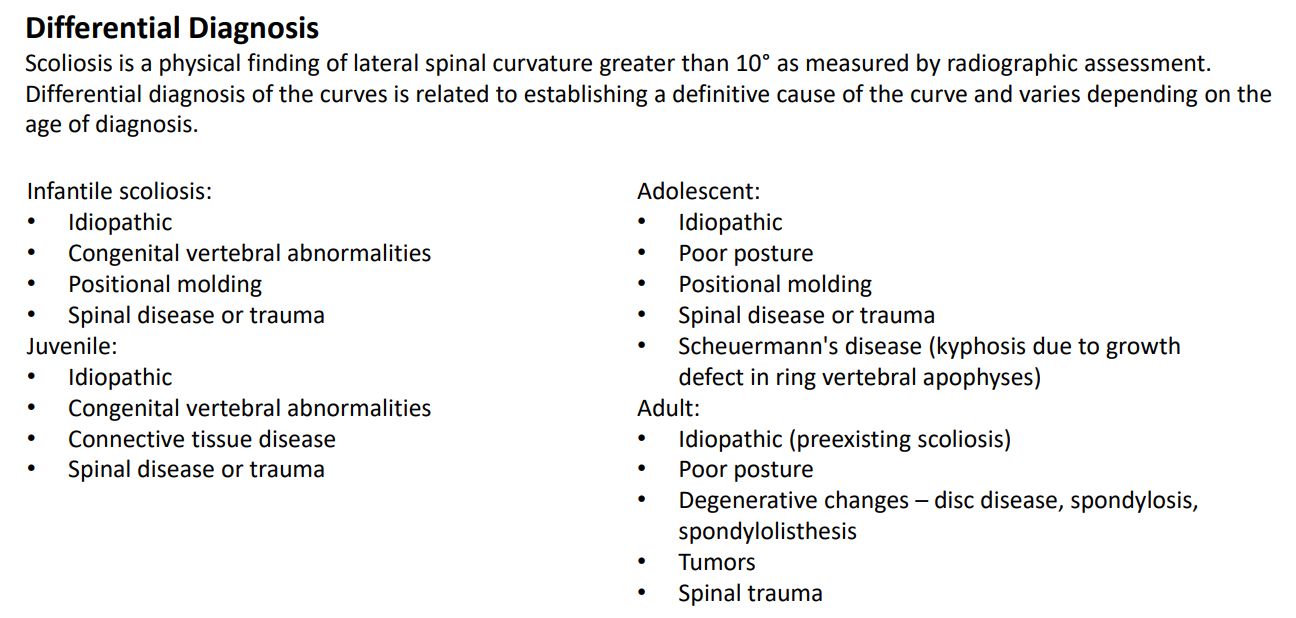 Differential Diagnosis
Scoliosis is a physical finding of lateral spinal curvature greater than 10° as measured by radiographic assessment.
Differential diagnosis of the curves is related to establishing a definitive cause of the curve and varies depending on the
age of diagnosis.
Infantile scoliosis:
• Idiopathic
• Congenital vertebral abnormalities
• Positional molding
• Spinal disease or trauma
Juvenile:
• Idiopathic
• Congenital vertebral abnormalities
• Connective tissue disease
• Spinal disease or trauma
Adolescent:
• Idiopathic
• Poor posture
• Positional molding
• Spinal disease or trauma
• Scheuermann's disease (kyphosis due to growth
defect in ring vertebral apophyses)
Adult:
• Idiopathic (preexisting scoliosis)
• Poor posture
• Degenerative changes – disc disease, spondylosis,
spondylolisthesis
• Tumors
• Spinal trauma